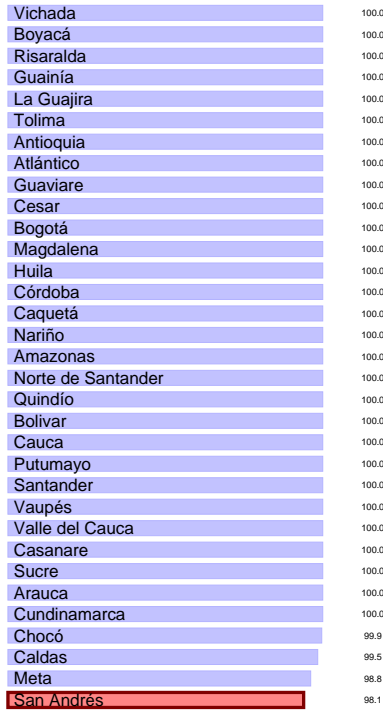 Vichada 100.0
Boyacá 100.0
Risaralda 100.0
Guainía 100.0
La Guajira 100.0
Tolima 100.0
Antioquia 100.0
Atlántico 100.0
Guaviare 100.0
Cesar 100.0
Bogotá 100.0
Magdalena 100.0
Huila 100.0
Córdoba 100.0
Caquetá 100.0
Nariño 100.0
Amazonas 100.0
Norte de Santander 100.0
Quindío 100.0
Bolivar 100.0
Cauca 100.0
Putumayo 100.0
Santander 100.0
Vaupés 100.0
Valle del Cauca 100.0
Casanare 100.0
Sucre 100.0
Arauca 100.0
Cundinamarca 100.0
Chocó 99.9
Caldas 99.5
Meta 98.8
San Andrés 98.1